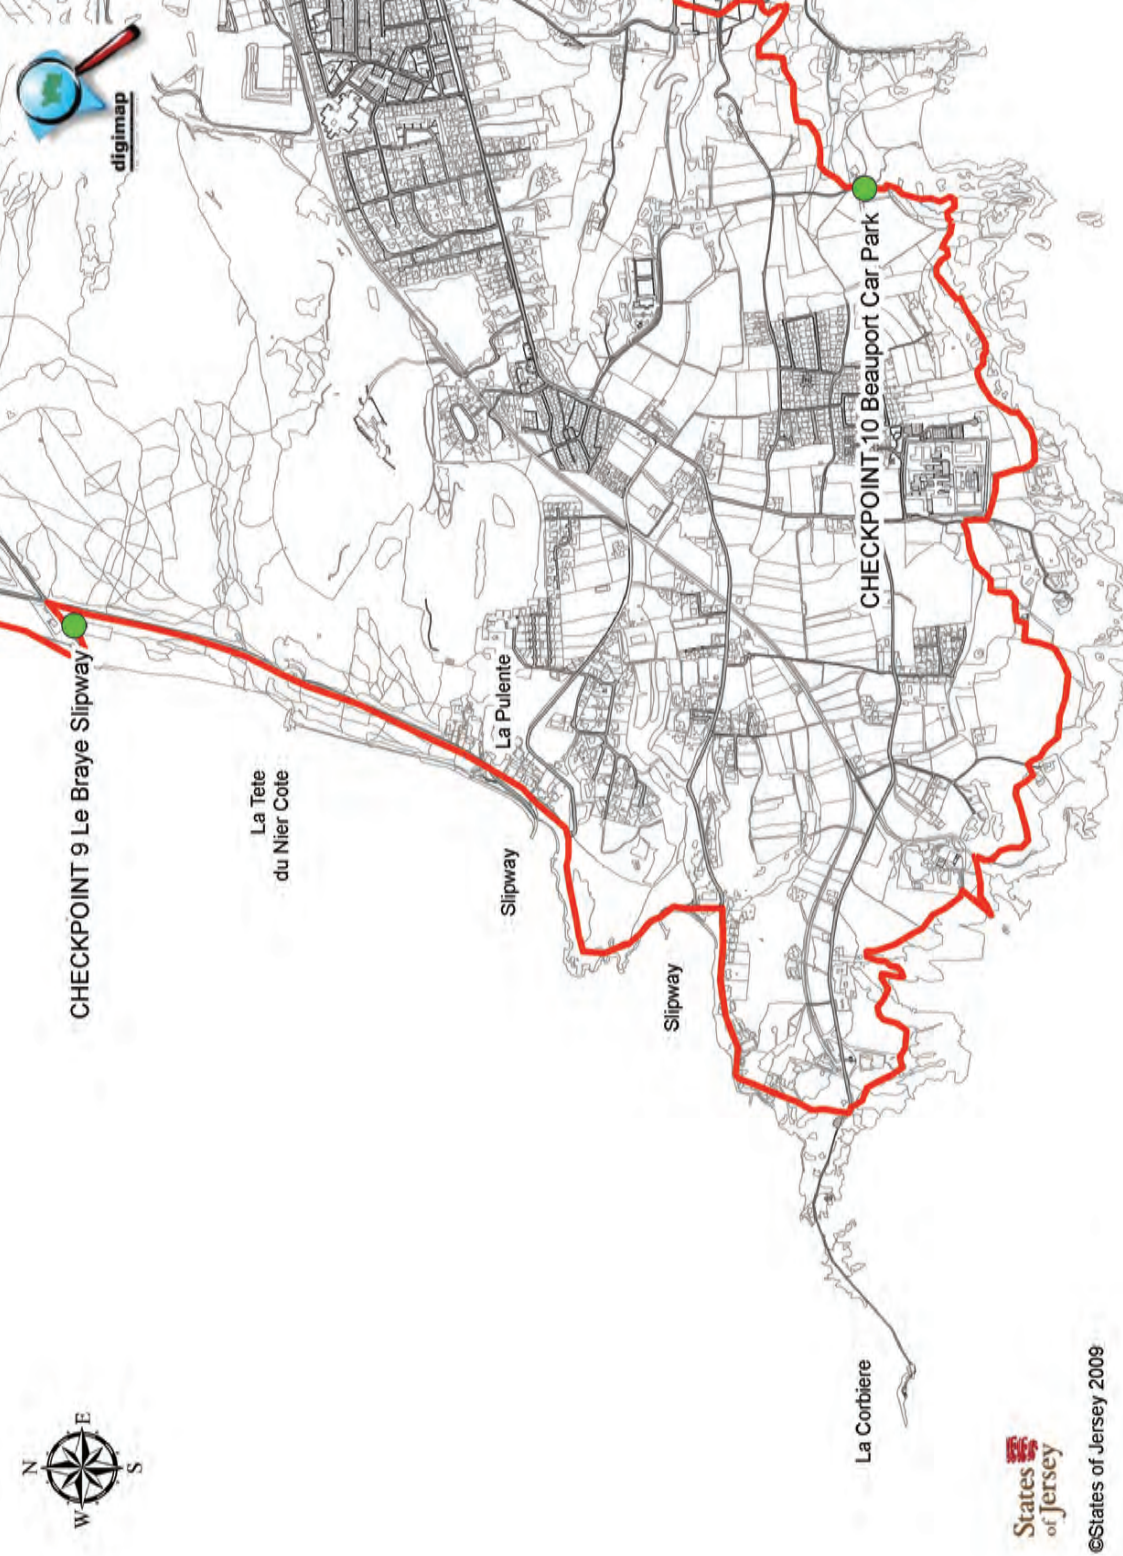 N
W
E
S
digimap
CHECKPOINT 9 Le Braye Slipway
La Tete
du Nier Cote
La Pulente
Slipway
Slipway
CHECKPOINT 10 Beauport Car Park
La Corbiere
States
of Jersey
©States of Jersey 2009